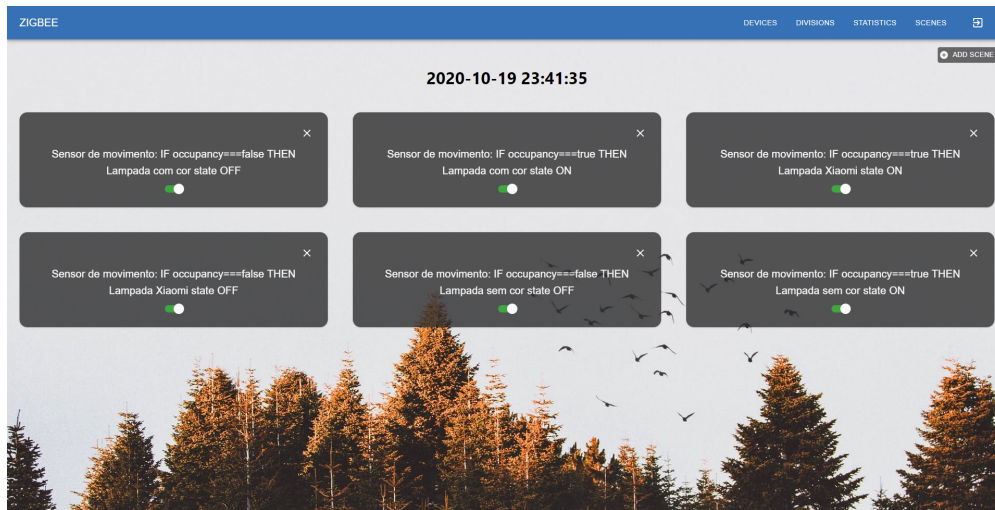 ZIGBEE
DEVICES DIVISIONS STATISTICS SCENES
ADD SCENE
2020-10-19 23:41:35
Sensor de movimento: IF occupancy===false THEN
Lampada com cor state OFF
Sensor de movimento: IF occupancy===true THEN
Lampada com cor state ON
Sensor de movimento: IF occupancy===true THEN
Lampada Xiaomi state ON
Sensor de movimento: IF occupancy===false THEN
Lampada Xiaomi state OFF
Sensor de movimento: IF occupancy===false THEN
Lampada sem cor state OFF
Sensor de movimento: IF occupancy===true THEN
Lampada sem cor state ON